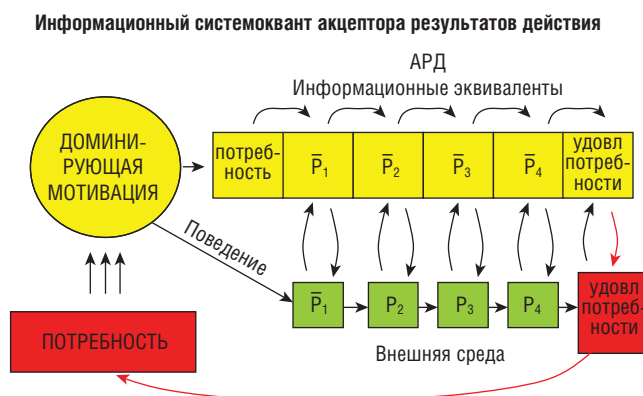 Информационный системоквант акцептора результатов действия
АРД
Информационные эквиваленты
ДОМИНИ-
РУЮЩАЯ
МОТИВАЦИЯ
потреб-
ность
P̅₁
P̅₂
P̅₃
P̅₄
удовл
потреб-
ности
Поведение
P̅₁
P₂
P₃
P₄
удовл
потреб-
ности
ПОТРЕБНОСТЬ
Внешняя среда